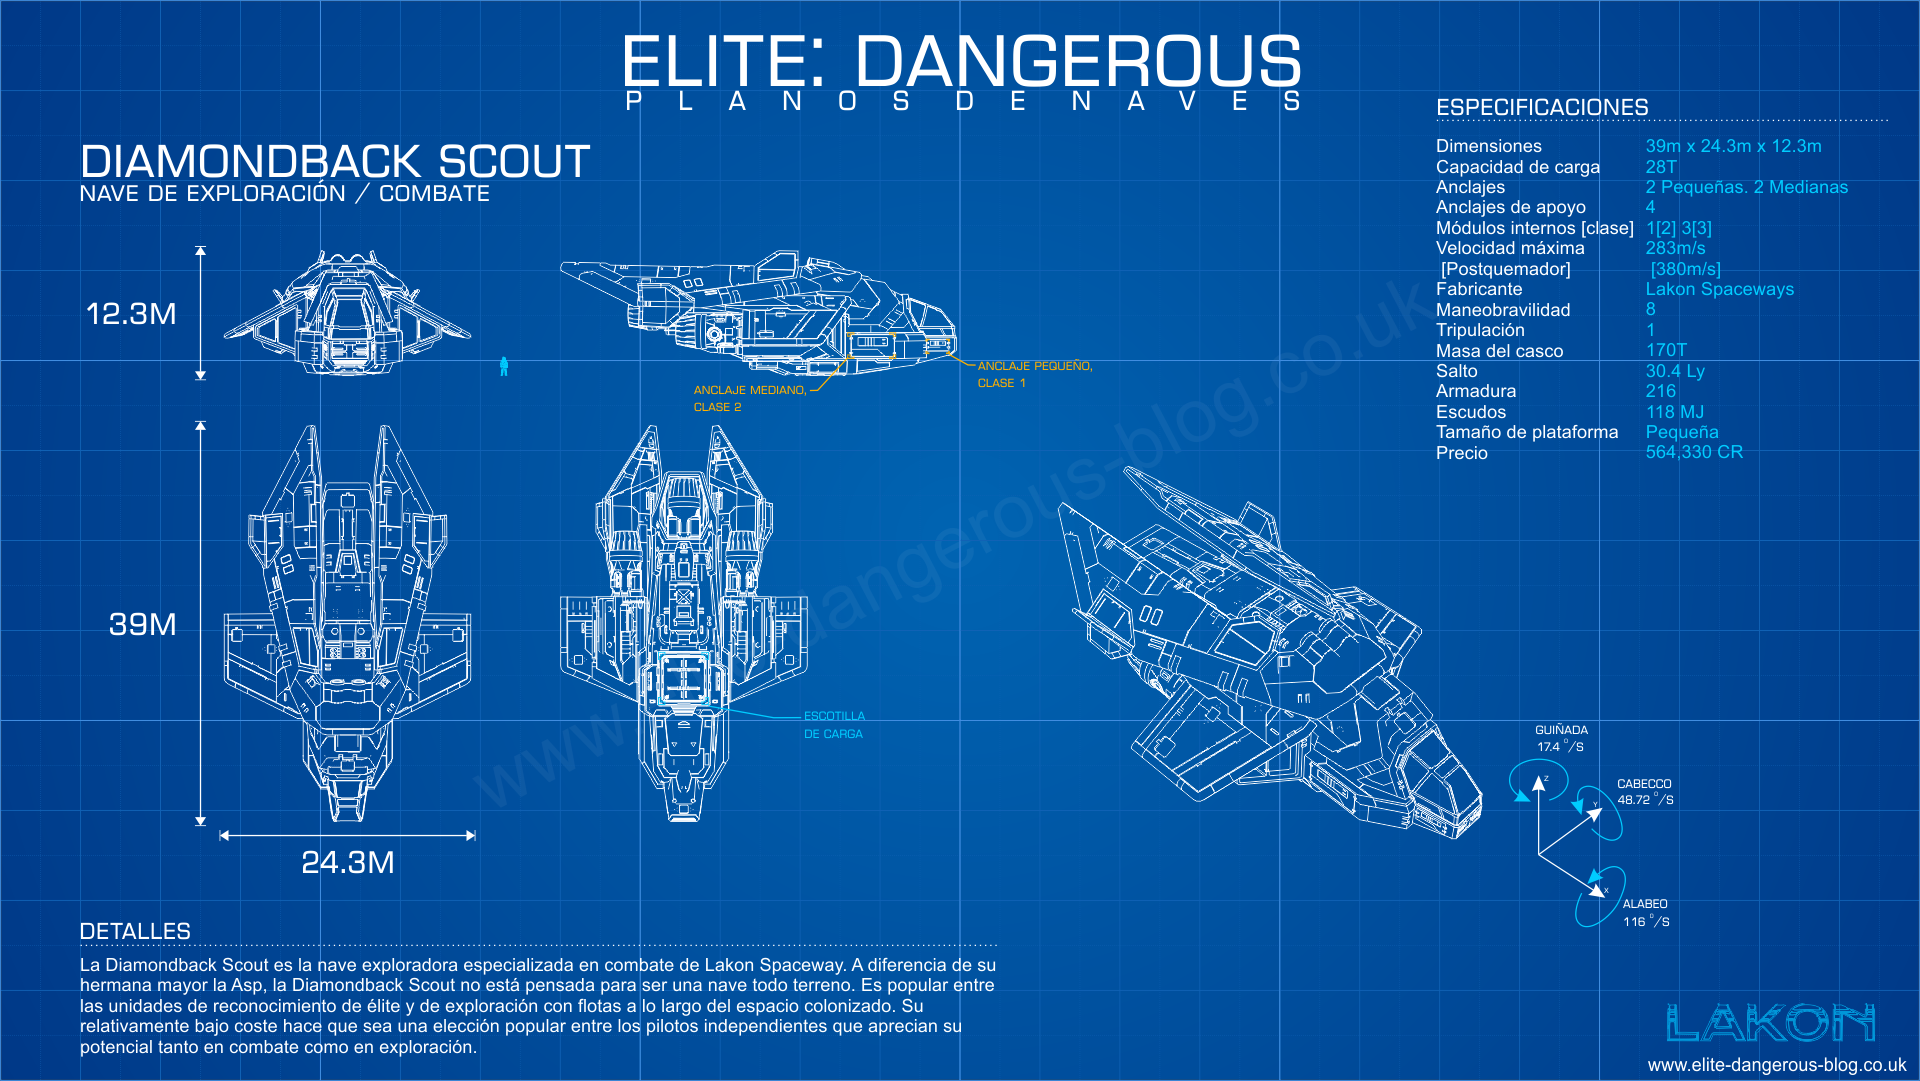 ELITE: DANGEROUS
PLANOS DE NAVES
DIAMONDBACK SCOUT
NAVE DE EXPLORACIÓN / COMBATE
ESPECIFICACIONES
Dimensiones 39m x 24.3m x 12.3m
Capacidad de carga 28T
Anclajes 2 Pequeñas. 2 Medianas
Anclajes de apoyo 4
Módulos internos [clase] 1[2] 3[3]
Velocidad máxima 283m/s
[Postquemador] [380m/s]
Fabricante Lakon Spaceways
Maneobravilidad 8
Tripulación 1
Masa del casco 170T
Salto 30.4 Ly
Armadura 216
Escudos 118 MJ
Tamaño de plataforma Pequeña
Precio 564,330 CR
12.3M
ANCLAJE MEDIANO,
CLASE 2
ANCLAJE PEQUEÑO,
CLASE 1
39M
24.3M
ESCOTILLA
DE CARGA
GUIÑADA
17.4 °/S
Z
CABECCO
48.72 °/S
Y
X
ALABEO
116 °/S
www.dangerous-blog.co.uk
DETALLES
La Diamondback Scout es la nave exploradora especializada en combate de Lakon Spaceway. A diferencia de su
hermana mayor la Asp, la Diamondback Scout no está pensada para ser una nave todo terreno. Es popular entre
las unidades de reconocimiento de élite y de exploración con flotas a lo largo del espacio colonizado. Su
relativamente bajo coste hace que sea una elección popular entre los pilotos independientes que aprecian su
potencial tanto en combate como en exploración.
LAKON
www.elite-dangerous-blog.co.uk